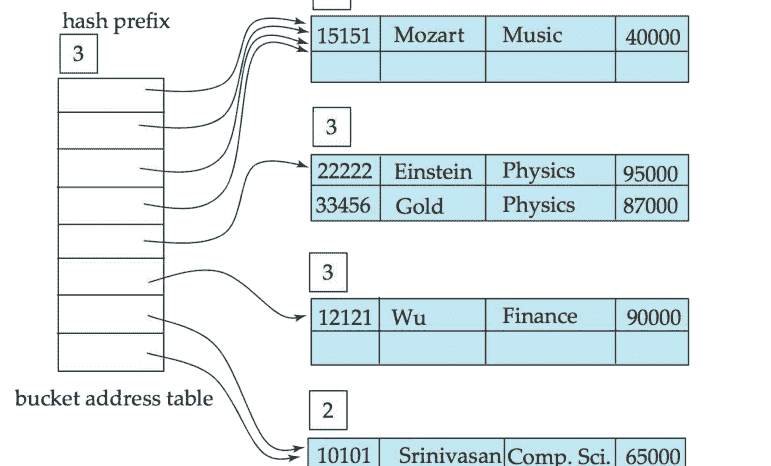 hash prefix
3
15151 Mozart Music 40000
3
22222 Einstein Physics 95000
33456 Gold Physics 87000
3
12121 Wu Finance 90000
bucket address table
2
10101 Srinivasan Comp. Sci. 65000